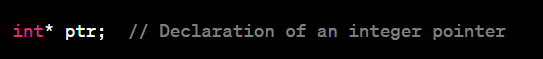 int* ptr;  // Declaration of an integer pointer